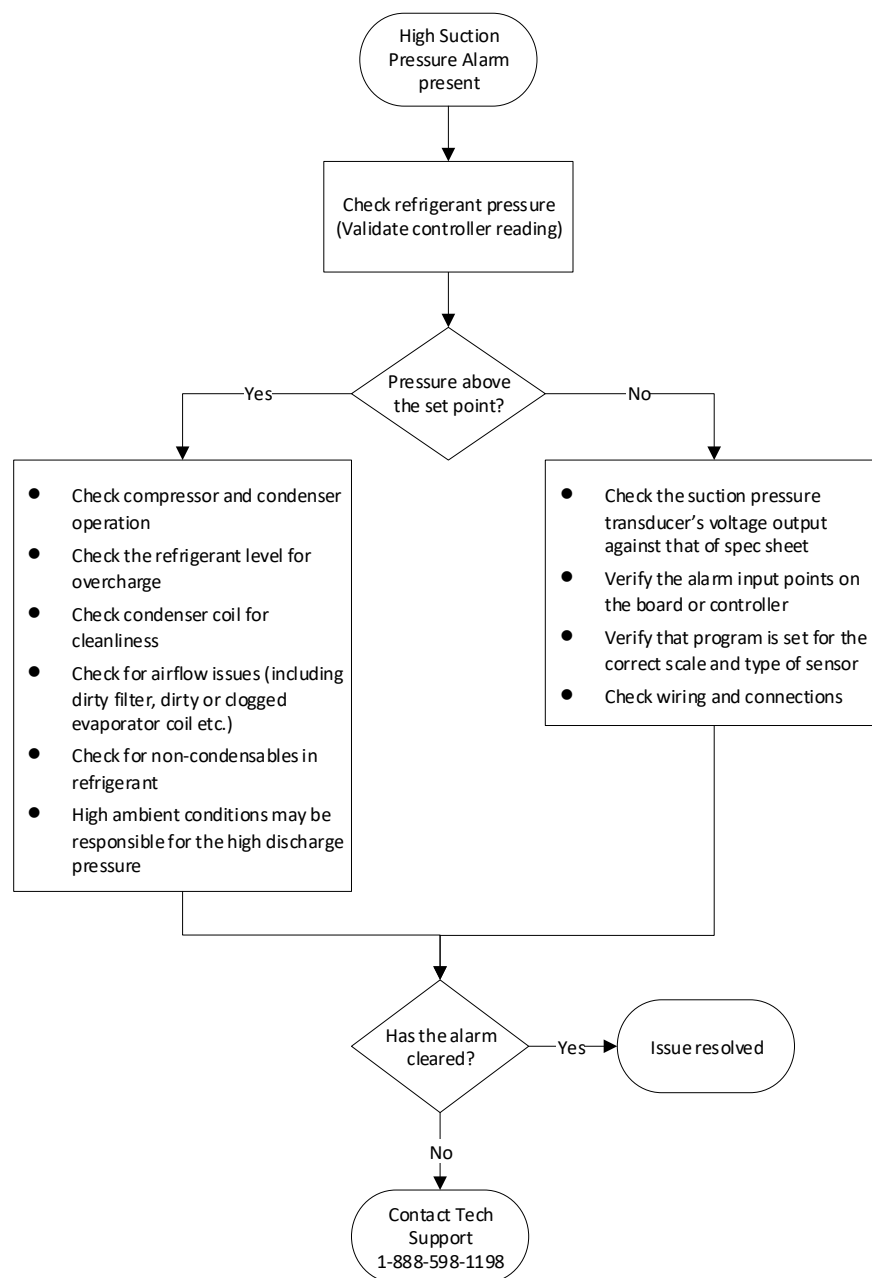 High Suction
Pressure Alarm
present
Check refrigerant pressure
(Validate controller reading)
Pressure above
the set point?
Yes
No
● Check compressor and condenser
operation
● Check the refrigerant level for
overcharge
● Check condenser coil for
cleanliness
● Check for airflow issues (including
dirty filter, dirty or clogged
evaporator coil etc.)
● Check for non-condensables in
refrigerant
● High ambient conditions may be
responsible for the high discharge
pressure
● Check the suction pressure
transducer’s voltage output
against that of spec sheet
● Verify the alarm input points on
the board or controller
● Verify that program is set for the
correct scale and type of sensor
● Check wiring and connections
Has the alarm
cleared?
Yes
Issue resolved
No
Contact Tech
Support
1-888-598-1198